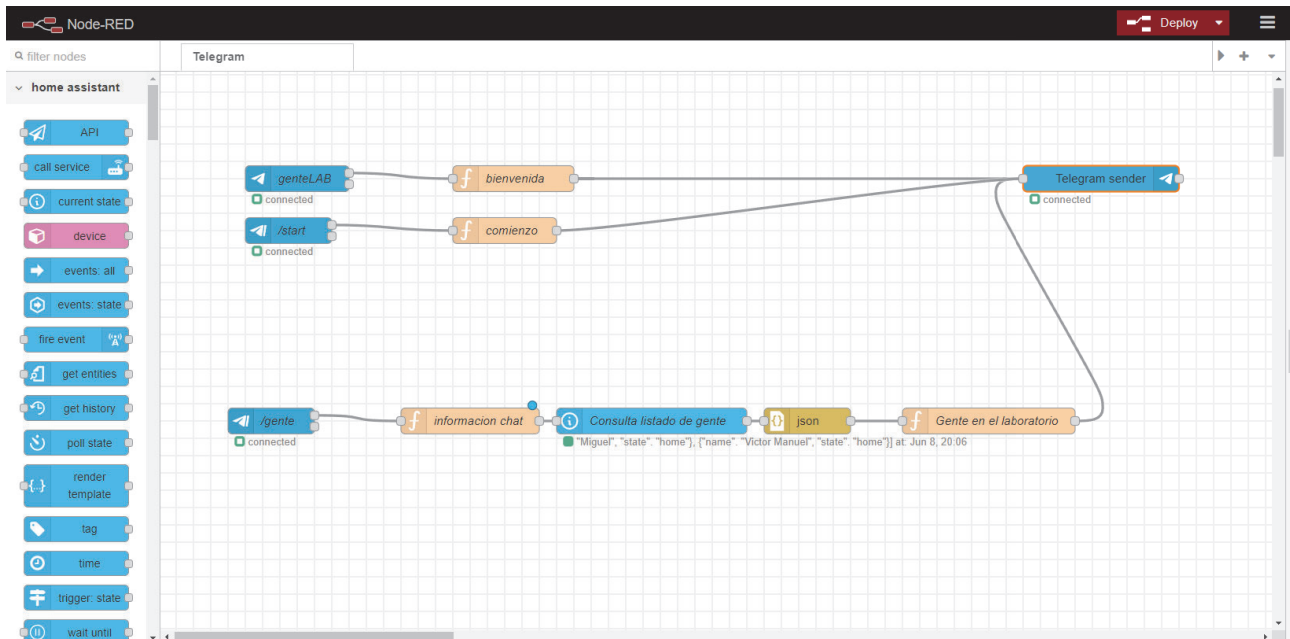 Node-RED
Deploy
filter nodes
Telegram
home assistant
API
call service
current state
device
events: all
events: state
fire event
get entities
get history
poll state
render
template
tag
time
trigger: state
wait until
genteLAB
connected
bienvenida
Telegram sender
connected
/start
connected
comienzo
/gente
connected
informacion chat
Consulta listado de gente
json
Gente en el laboratorio
"Miguel", "state". "home"}, {"name". "Victor Manuel", "state". "home"}] at: Jun 8, 20:06